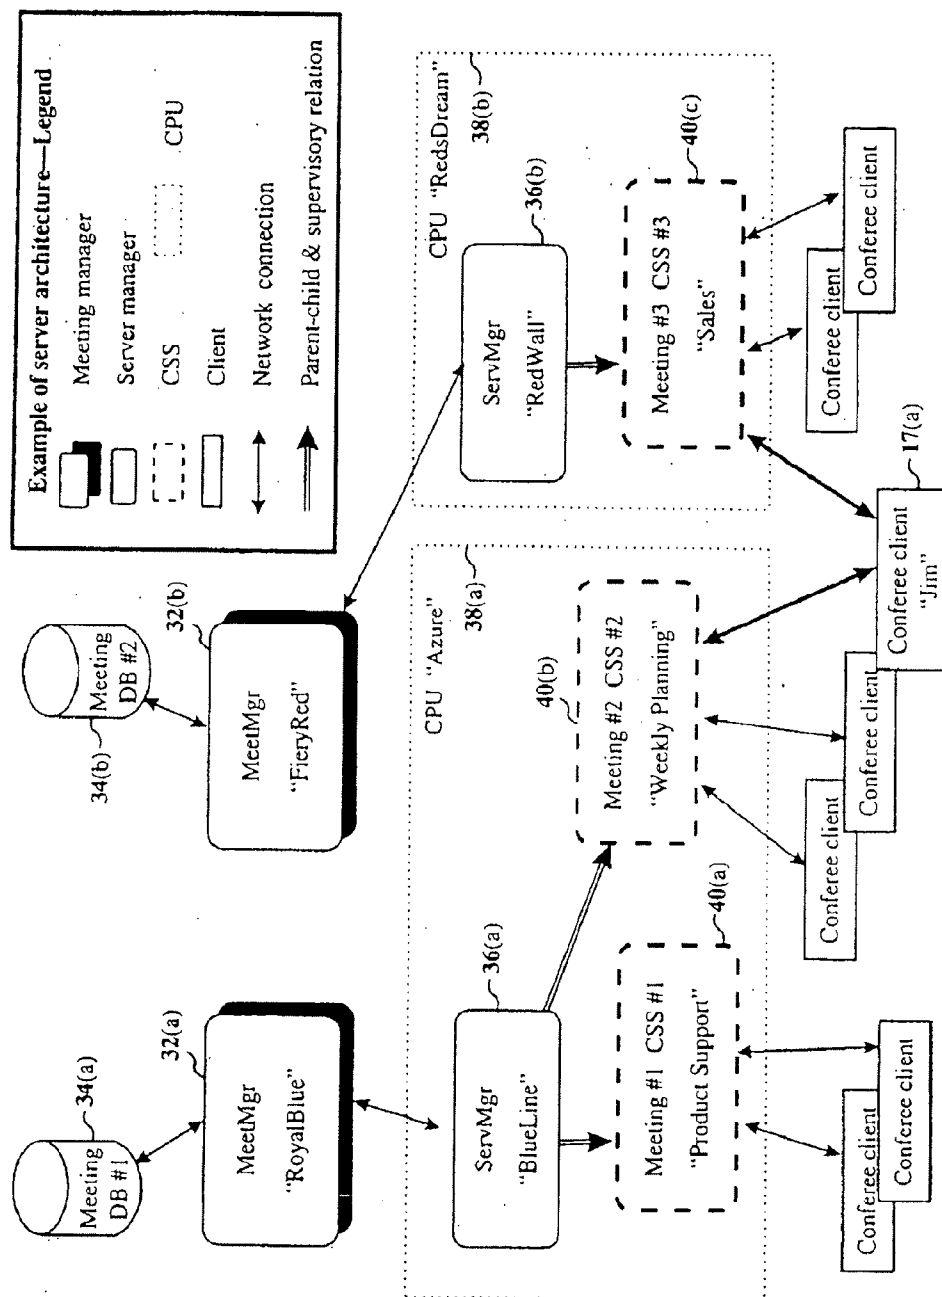 Example of server architecture—Legend
Meeting manager
Server manager
CSS
CPU
Client
Network connection
Parent-child & supervisory relation
34(a)
Meeting
DB #1
32(a)
MeetMgr
"RoyalBlue"
34(b)
Meeting
DB #2
32(b)
MeetMgr
"FieryRed"
CPU "Azure"
38(a)
36(a)
ServMgr
"BlueLine"
40(b)
Meeting #2 CSS #2
"Weekly Planning"
Meeting #1 CSS #1
"Product Support"
40(a)
CPU "RedsDream"
38(b)
36(b)
ServMgr
"RedWall"
40(c)
Meeting #3 CSS #3
"Sales"
Conferee client
Conferee client
Conferee client
Conferee client
17(a)
Conferee client
"Jim"
Conferee client
Conferee client